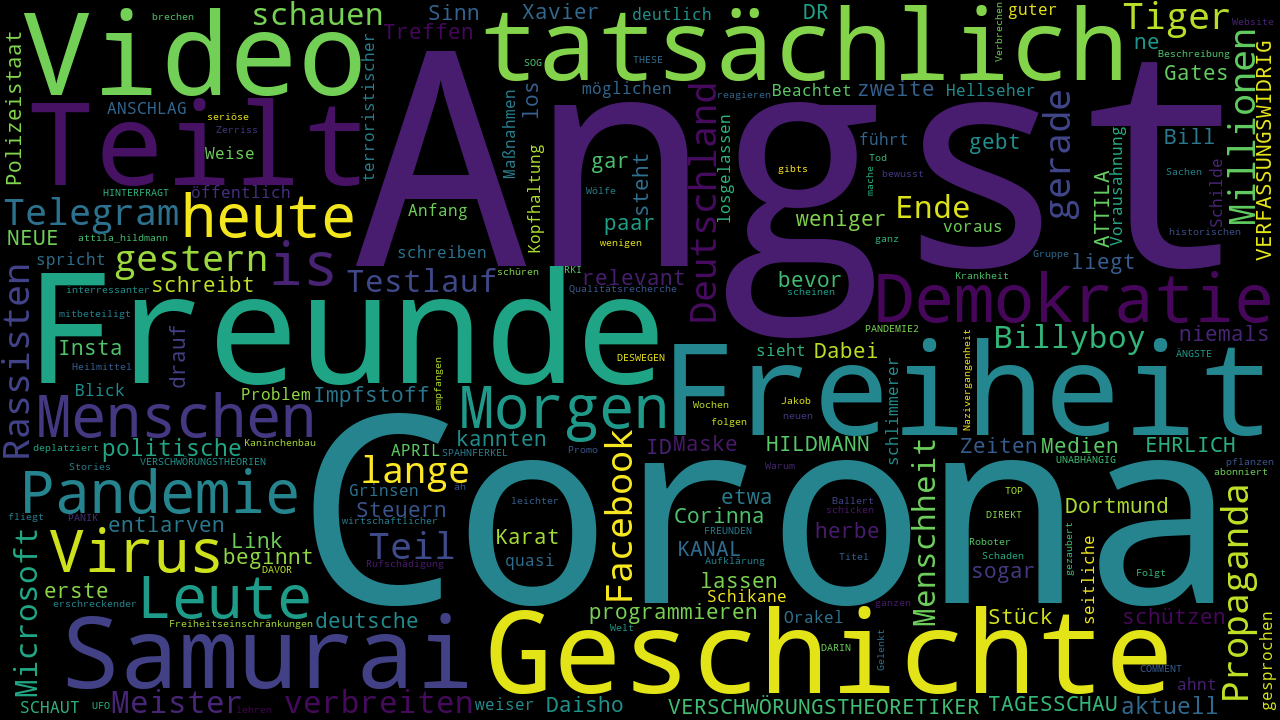 brechen
schauen
Sinn
Xavier
deutlich
DR
Verbrechen
guter
Tiger
Website
Video
Treffen
tatsächlich
ne
Beschreibung
Polizeistaat
terroristischer
SOG
THESE
Gates
Millionen
VERFASSUNGSWIDRIG
ANSCHLAG
Teilt
seriöse
Zerriss
Weise
Maßnahmen
los
möglichen
reagieren
Beachtet
zweite
Hellseher
Angst
Deutschland
losgelassen
führt
gebt
gerade
Bill
HINTERFRAGT
öffentlich
Kopfhaltung
gar
Wölfe
steht
gibts
Tod
mache
bewusst
ATTILA
Vorausahnung
Schilde
Sachen
Telegram
heute
Anfang
paar
wenigen
weniger
Ende
voraus
historischen
NEUE
attila_hildmann
ganz
gestern
is
schreiben
Gruppe
liegt
spricht
schreibt
Testlauf
schüren
RKI
relevant
bevor
scheinen
Krankheit
Demokratie
Rassisten
interressanter
Qualitätsrecherche
mitbeteiligt
Freunde
PANDEMIE2
Billyboy
niemals
Insta
drauf
DESWEGEN
sieht
Dabei
Nazivergangenheit
ÄNGSTE
Heilmittel
Blick
Problem
Impfstoff
empfangen
Freiheit
Menschen
Morgen
Wochen
folgen
Jakob
neuen
schlimmerer
APRIL
SPAHNFERKEL
Promo
kannten
ID
Maske
Warum
HILDMANN
Zeiten
Medien
EHRLICH
deplatziert
politische
Kaninchenbau
VERSCHWÖRUNGSTHEORIEN
UNABHÄNGIG
pflanzen
abonniert
Stories
lange
Facebook
Menschheit
Pandemie
Grinsen
an
leichter
etwa
Ballert
schicken
TOP
Dortmund
Propaganda
fliegt
PANIK
entlarven
Steuern
wirtschaftlicher
Corona
Corinna
FREUNDEN
herbe
DIREKT
Microsoft
Virus
Link
Teil
Karat
KANAL
Roboter
gezaubert
seitliche
beginnt
Rufschädigung
quasi
Aufklärung
Titel
Schaden
DAVOR
lassen
sogar
Folgt
erste
erschreckender
Leute
Schikane
ganzen
programmieren
Orakel
Stück
schützen
Freiheitseinschränkungen
deutsche
Welt
Samurai
Geschichte
DARIN
Gelenkt
COMMENT
gesprochen
ahnt
SCHAUT
UFO
Meister
lehren
verbreiten
weiser
Daisho
VERSCHWÖRUNGSTHEORETIKER
TAGESSCHAU
aktuell